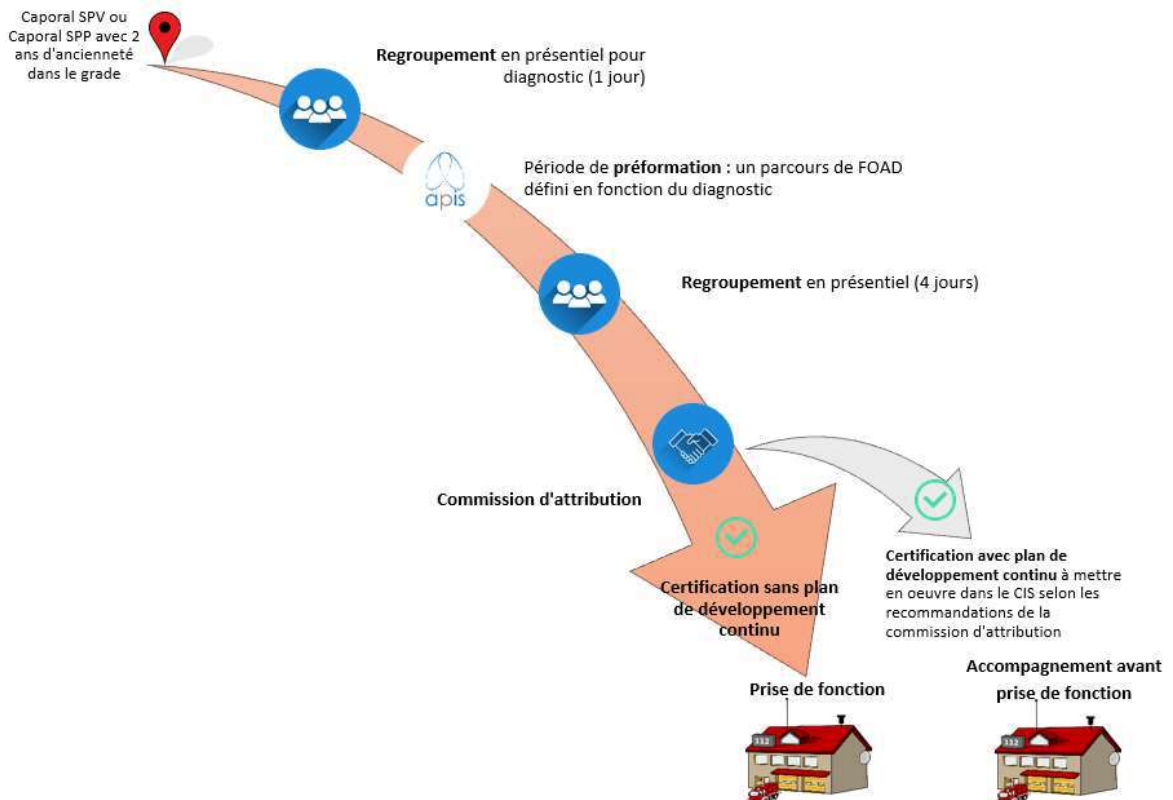 Caporal SPV ou
Caporal SPP avec 2
ans d'ancienneté
dans le grade
Regroupement en présentiel pour
diagnostic (1 jour)
apis
Période de préformation : un parcours de FOAD
défini en fonction du diagnostic
Regroupement en présentiel (4 jours)
Commission d'attribution
Certification sans plan
de développement
continu
Certification avec plan de
développement continu à mettre
en oeuvre dans le CIS selon les
recommandations de la
commission d'attribution
Prise de fonction
Accompagnement avant
prise de fonction
112
112